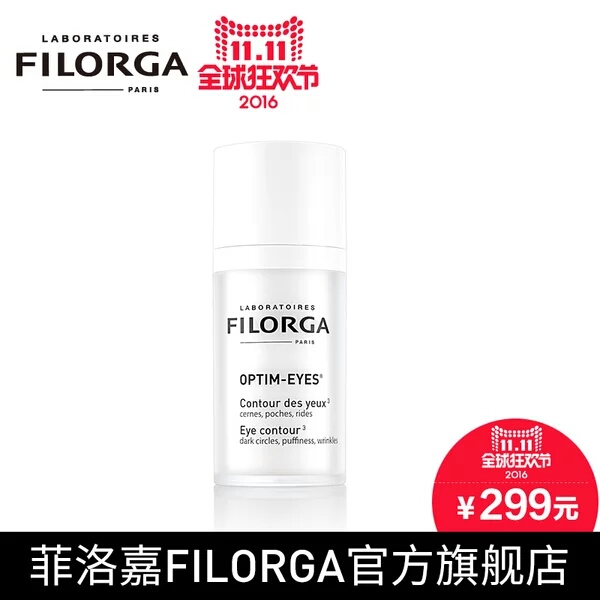 LABORATOIRES
FILORGA
PARIS
11.11
全球狂欢节
2016
LABORATOIRES
FILORGA
PARIS
OPTIM-EYES®
Contour des yeux³
cernes, poches, rides
Eye contour³
dark circles, puffiness, wrinkles
11.11
全球狂欢节
2016
¥299元
菲洛嘉FILORGA官方旗舰店